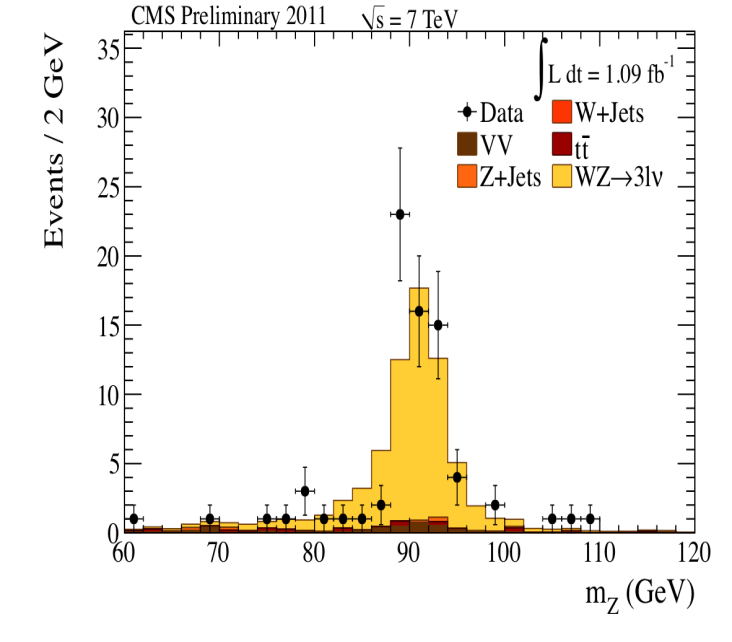 CMS Preliminary 2011 √s = 7 TeV
∫L dt = 1.09 fb⁻¹
Data W+Jets
VV tt̄
Z+Jets WZ→3lν
Events / 2 GeV
35
30
25
20
15
10
5
0
60 70 80 90 100 110 120
m_Z (GeV)